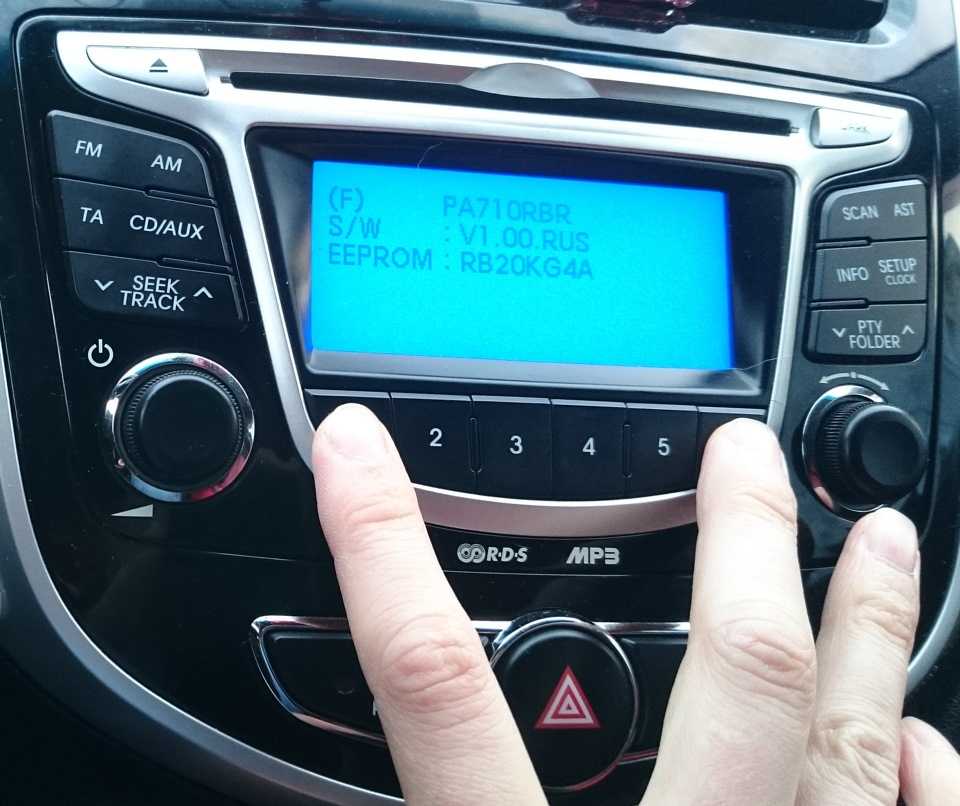 FM AM
TA CD/AUX
SEEK
TRACK
(F) PA710RBR
S/W : V1.00.RUS
EEPROM : RB20KG4A
SCAN AST
INFO SETUP
CLOCK
PTY
FOLDER
2 3 4 5
R·D·S MP3